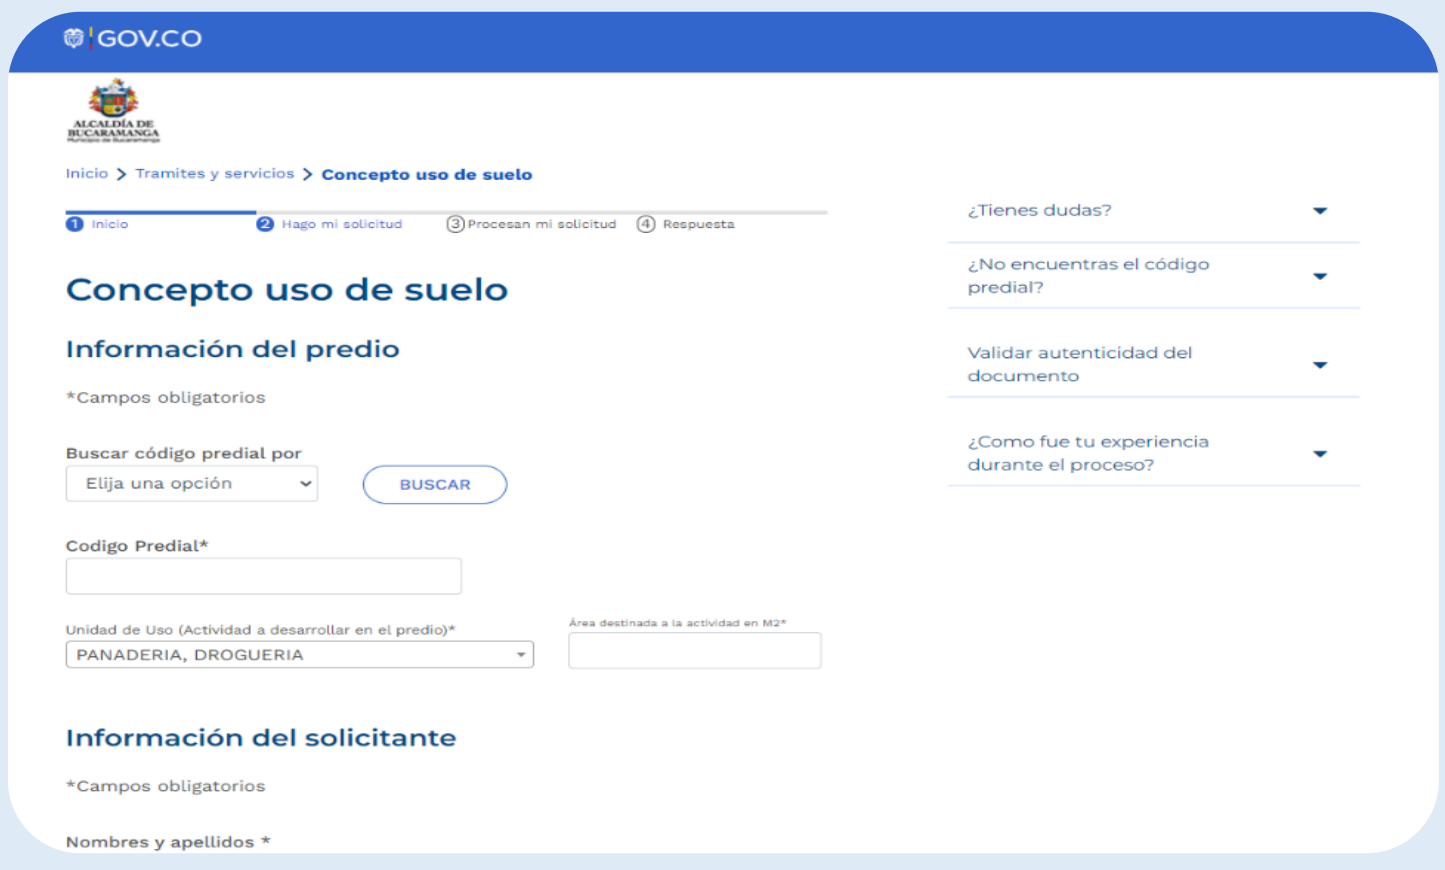 GOV.CO
ALCALDÍA DE
BUCARAMANGA
Municipio de Bucaramanga
Inicio > Tramites y servicios > Concepto uso de suelo
1 Inicio 2 Hago mi solicitud 3 Procesan mi solicitud 4 Respuesta
Concepto uso de suelo
Información del predio
*Campos obligatorios
Buscar código predial por
Elija una opción BUSCAR
Codigo Predial*
Unidad de Uso (Actividad a desarrollar en el predio)* Área destinada a la actividad en M2*
PANADERIA, DROGUERIA
Información del solicitante
*Campos obligatorios
Nombres y apellidos *
¿Tienes dudas?
¿No encuentras el código
predial?
Validar autenticidad del
documento
¿Como fue tu experiencia
durante el proceso?